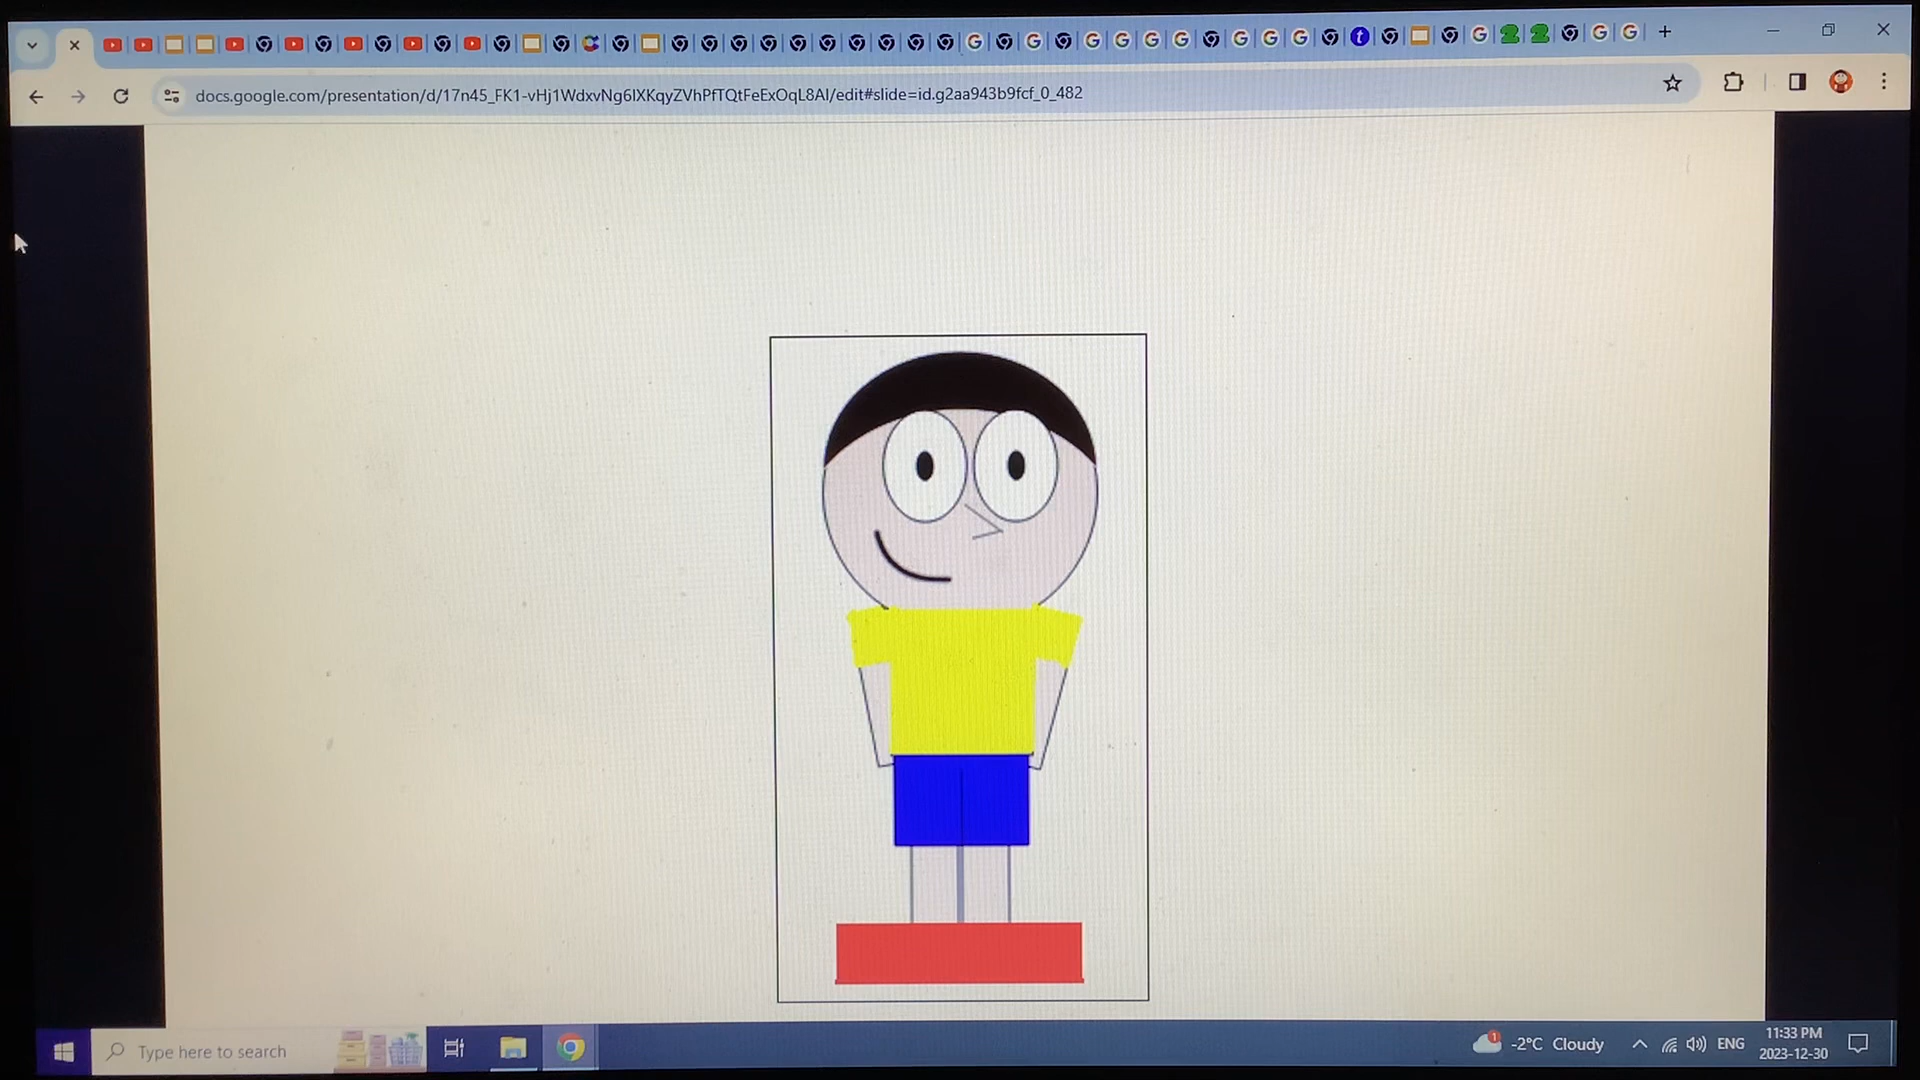 docs.google.com/presentation/d/17n45_FK1-vHj1WdxvNg6lXKqyZVhPfTQtFeExOqL8AI/edit#slide=id.g2aa943b9fcf_0_482
Type here to search
-2°C Cloudy
ENG
11:33 PM
2023-12-30